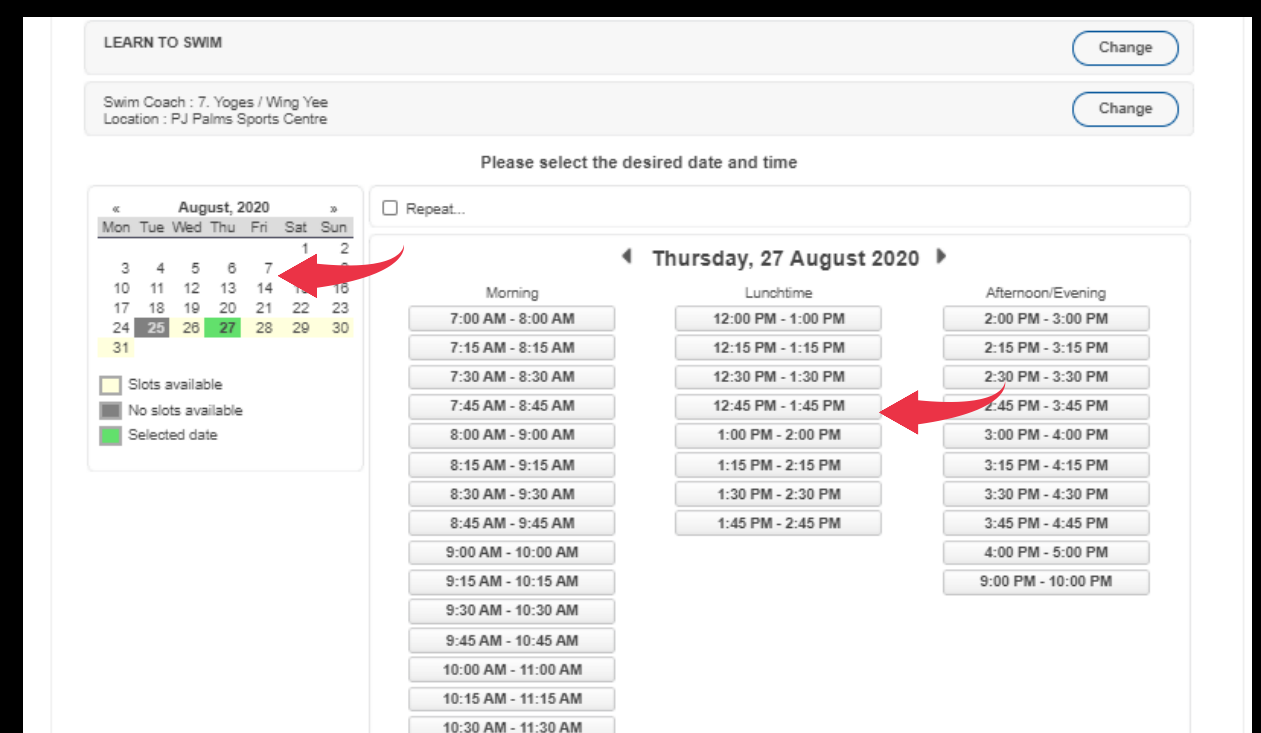 LEARN TO SWIM
Change
Swim Coach : 7. Yoges / Wing Yee
Location : PJ Palms Sports Centre
Change
Please select the desired date and time
« August, 2020 »
Mon Tue Wed Thu Fri Sat Sun
1 2
3 4 5 6 7
10 11 12 13 14 16
17 18 19 20 21 22 23
24 25 26 27 28 29 30
31
Slots available
No slots available
Selected date
Repeat...
Thursday, 27 August 2020
Morning
7:00 AM - 8:00 AM
7:15 AM - 8:15 AM
7:30 AM - 8:30 AM
7:45 AM - 8:45 AM
8:00 AM - 9:00 AM
8:15 AM - 9:15 AM
8:30 AM - 9:30 AM
8:45 AM - 9:45 AM
9:00 AM - 10:00 AM
9:15 AM - 10:15 AM
9:30 AM - 10:30 AM
9:45 AM - 10:45 AM
10:00 AM - 11:00 AM
10:15 AM - 11:15 AM
10:30 AM - 11:30 AM
Lunchtime
12:00 PM - 1:00 PM
12:15 PM - 1:15 PM
12:30 PM - 1:30 PM
12:45 PM - 1:45 PM
1:00 PM - 2:00 PM
1:15 PM - 2:15 PM
1:30 PM - 2:30 PM
1:45 PM - 2:45 PM
Afternoon/Evening
2:00 PM - 3:00 PM
2:15 PM - 3:15 PM
2:30 PM - 3:30 PM
2:45 PM - 3:45 PM
3:00 PM - 4:00 PM
3:15 PM - 4:15 PM
3:30 PM - 4:30 PM
3:45 PM - 4:45 PM
4:00 PM - 5:00 PM
9:00 PM - 10:00 PM